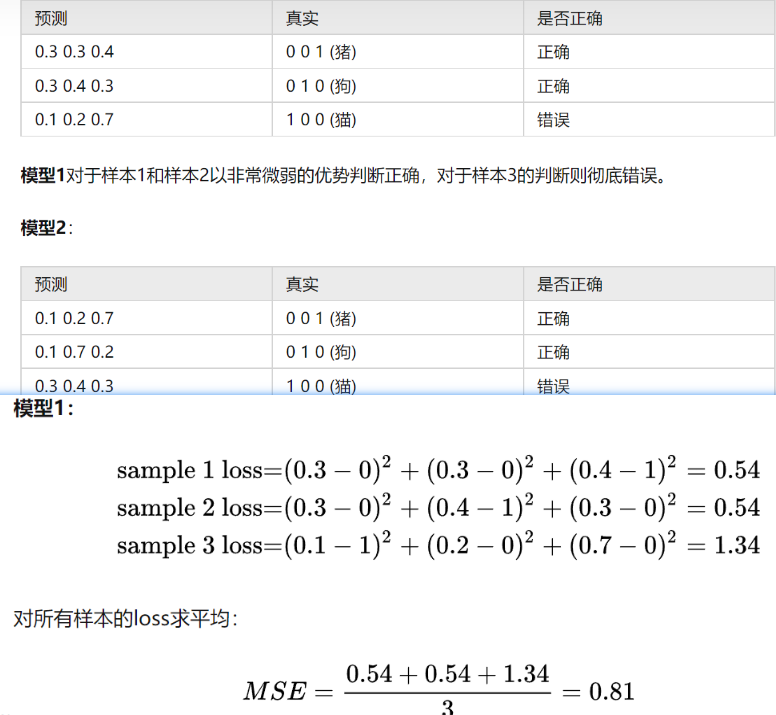 预测 真实 是否正确
0.3 0.3 0.4 0 0 1 (猪) 正确
0.3 0.4 0.3 0 1 0 (狗) 正确
0.1 0.2 0.7 1 0 0 (猫) 错误
模型1对于样本1和样本2以非常微弱的优势判断正确，对于样本3的判断则彻底错误。
模型2：
预测 真实 是否正确
0.1 0.2 0.7 0 0 1 (猪) 正确
0.1 0.7 0.2 0 1 0 (狗) 正确
0.3 0.4 0.3 1 0 0 (猫) 错误
模型1：
sample 1 loss=(0.3 − 0)² + (0.3 − 0)² + (0.4 − 1)² = 0.54
sample 2 loss=(0.3 − 0)² + (0.4 − 1)² + (0.3 − 0)² = 0.54
sample 3 loss=(0.1 − 1)² + (0.2 − 0)² + (0.7 − 0)² = 1.34
对所有样本的loss求平均：
MSE = (0.54 + 0.54 + 1.34) / 3 = 0.81